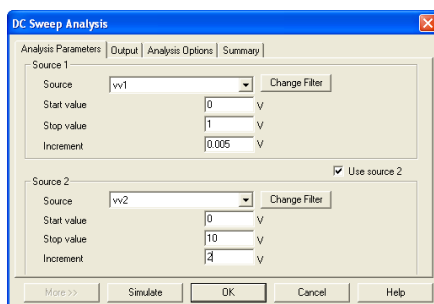 DC Sweep Analysis
Analysis Parameters Output Analysis Options Summary
Source 1
Source vv1 Change Filter
Start value 0 V
Stop value 1 V
Increment 0.005 V
Use source 2
Source 2
Source vv2 Change Filter
Start value 0 V
Stop value 10 V
Increment 2 V
More >> Simulate OK Cancel Help